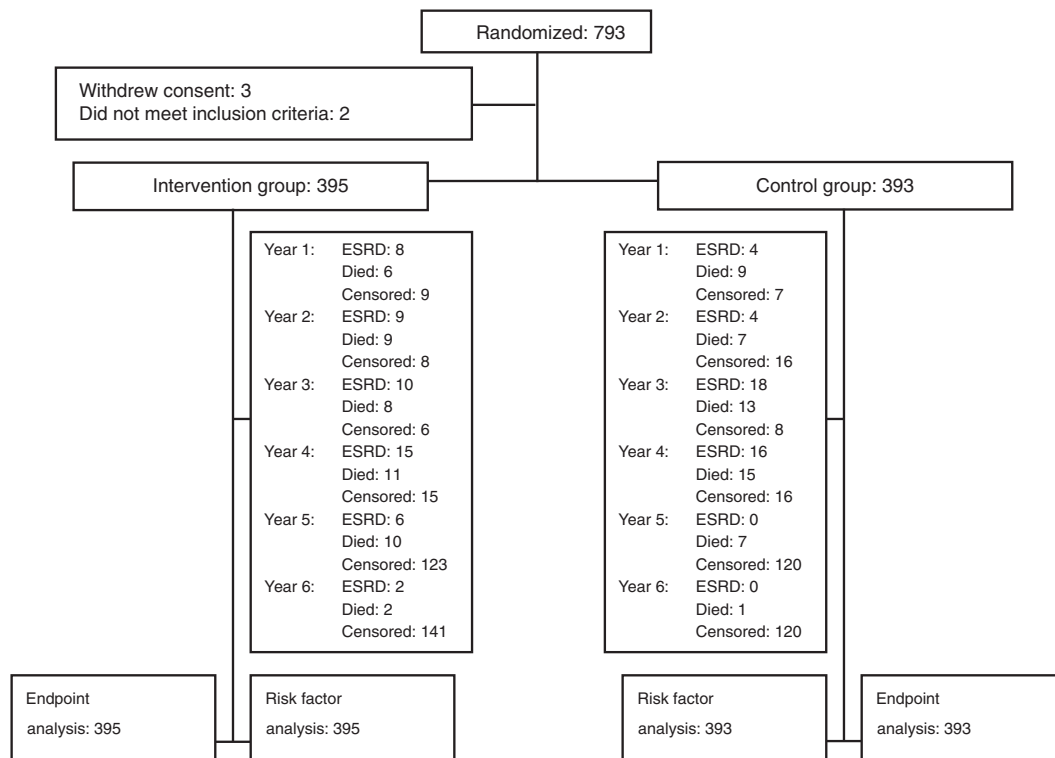 Randomized: 793
Withdrew consent: 3
Did not meet inclusion criteria: 2
Intervention group: 395
Control group: 393
Year 1: ESRD: 8
Died: 6
Censored: 9
Year 2: ESRD: 9
Died: 9
Censored: 8
Year 3: ESRD: 10
Died: 8
Censored: 6
Year 4: ESRD: 15
Died: 11
Censored: 15
Year 5: ESRD: 6
Died: 10
Censored: 123
Year 6: ESRD: 2
Died: 2
Censored: 141
Year 1: ESRD: 4
Died: 9
Censored: 7
Year 2: ESRD: 4
Died: 7
Censored: 16
Year 3: ESRD: 18
Died: 13
Censored: 8
Year 4: ESRD: 16
Died: 15
Censored: 16
Year 5: ESRD: 0
Died: 7
Censored: 120
Year 6: ESRD: 0
Died: 1
Censored: 120
Endpoint
analysis: 395
Risk factor
analysis: 395
Risk factor
analysis: 393
Endpoint
analysis: 393